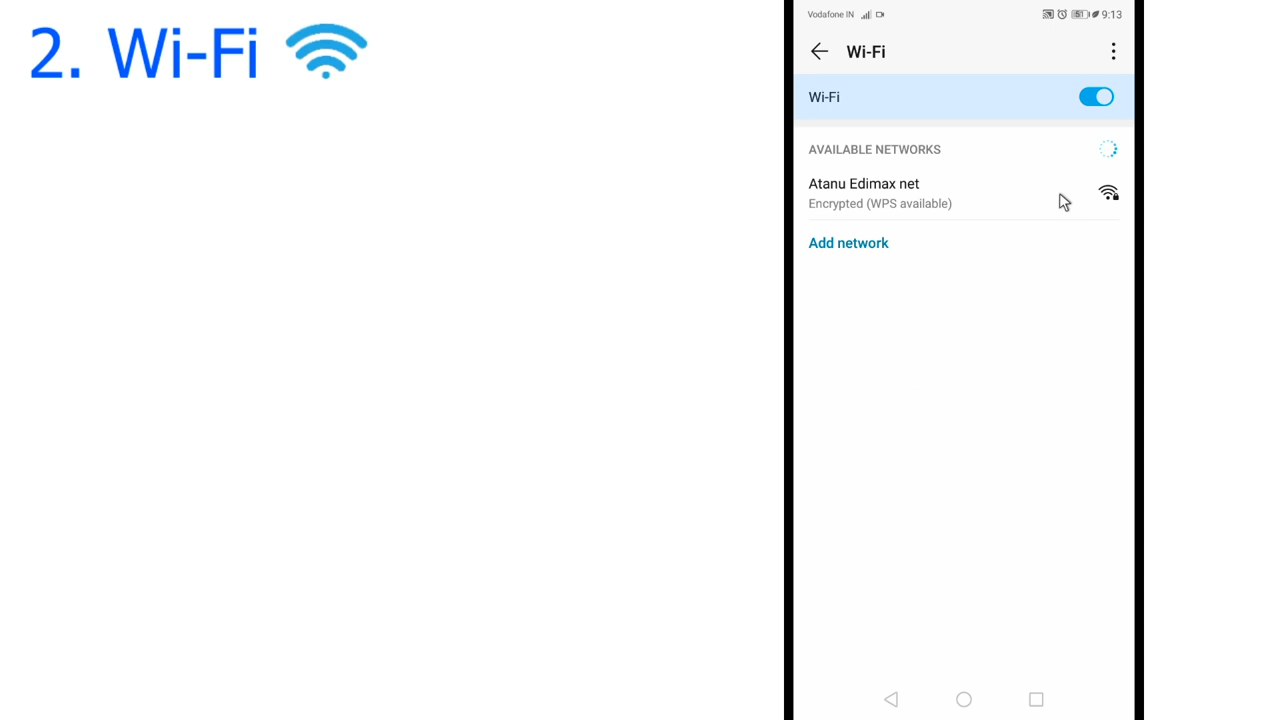 2. Wi-Fi
Vodafone IN
51 9:13
Wi-Fi
Wi-Fi
AVAILABLE NETWORKS
Atanu Edimax net
Encrypted (WPS available)
Add network